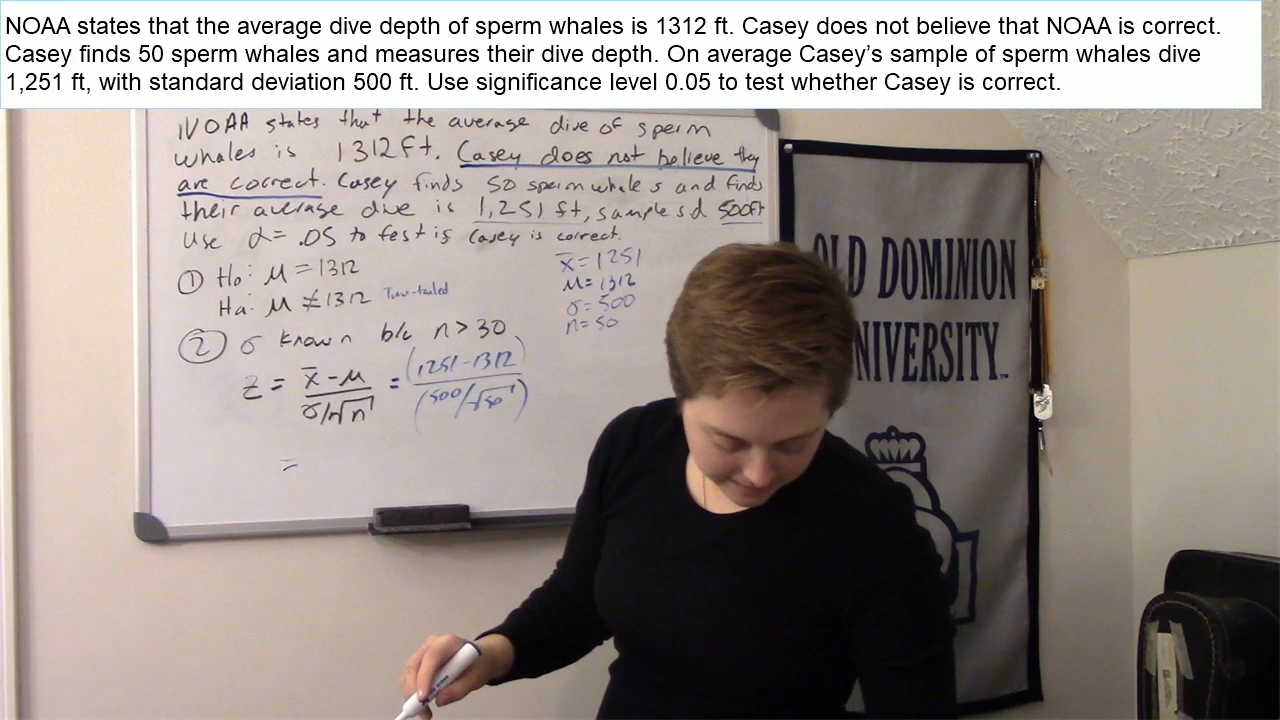 NOAA states that the average dive depth of sperm whales is 1312 ft. Casey does not believe that NOAA is correct.
Casey finds 50 sperm whales and measures their dive depth. On average Casey's sample of sperm whales dive
1,251 ft, with standard deviation 500 ft. Use significance level 0.05 to test whether Casey is correct.
NOAA states that the average dive of sperm
whales is 1312ft. Casey does not believe they
are correct. Casey finds 50 sperm whales and finds
their average dive is 1,251 ft, sample sd 500ft
Use α=.05 to test if Casey is correct.
① Ho: μ=1312
Ha: μ≠1312 Two-tailed
x̄=1251
μ=1312
σ=500
n=50
② σ known b/c n>30
z = x̄-μ / σ/√n = (1251-1312) / (500/√50)
=
OLD DOMINION
UNIVERSITY™